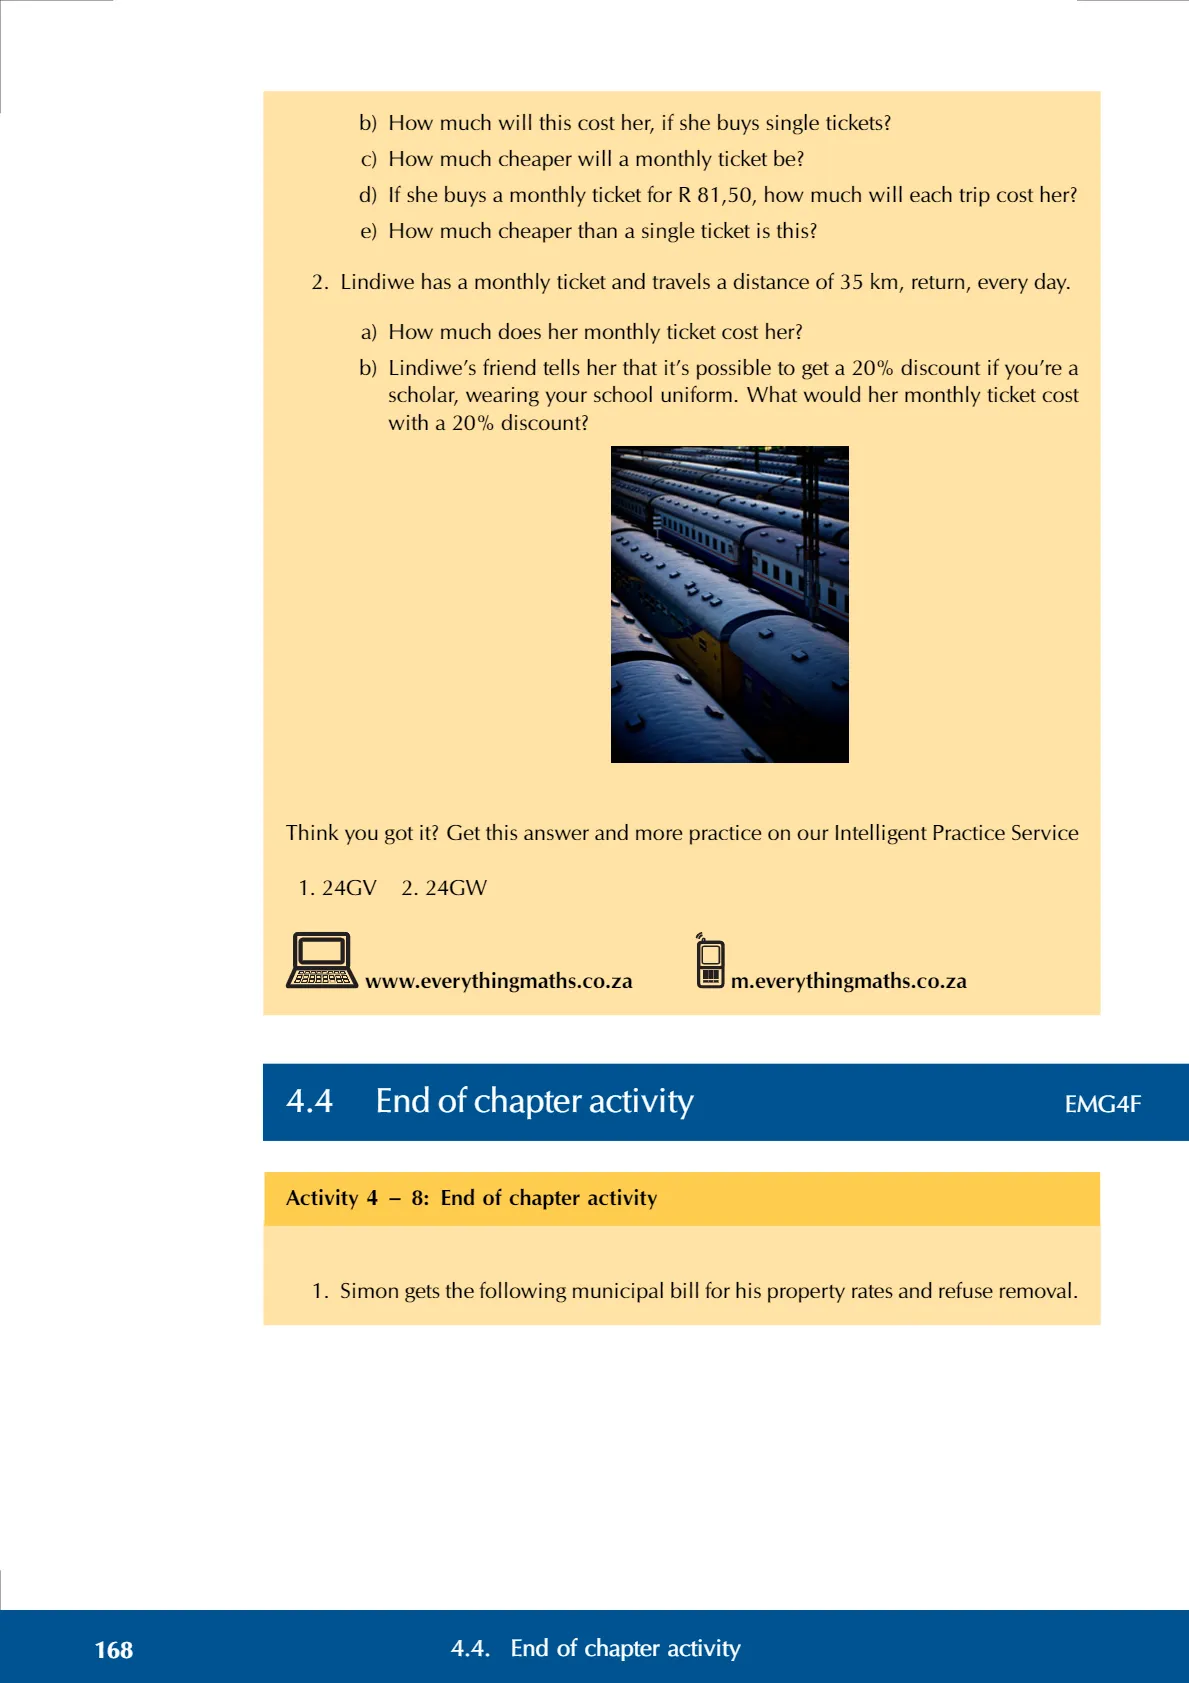 b) How much will this cost her, if she buys single tickets?
c) How much cheaper will a monthly ticket be?
d) If she buys a monthly ticket for R 81,50, how much will each trip cost her?
e) How much cheaper than a single ticket is this?
2. Lindiwe has a monthly ticket and travels a distance of 35 km, return, every day.
a) How much does her monthly ticket cost her?
b) Lindiwe’s friend tells her that it’s possible to get a 20% discount if you’re a
scholar, wearing your school uniform. What would her monthly ticket cost
with a 20% discount?
Think you got it? Get this answer and more practice on our Intelligent Practice Service
1. 24GV 2. 24GW
www.everythingmaths.co.za m.everythingmaths.co.za
4.4 End of chapter activity EMG4F
Activity 4 – 8: End of chapter activity
1. Simon gets the following municipal bill for his property rates and refuse removal.
168 4.4. End of chapter activity